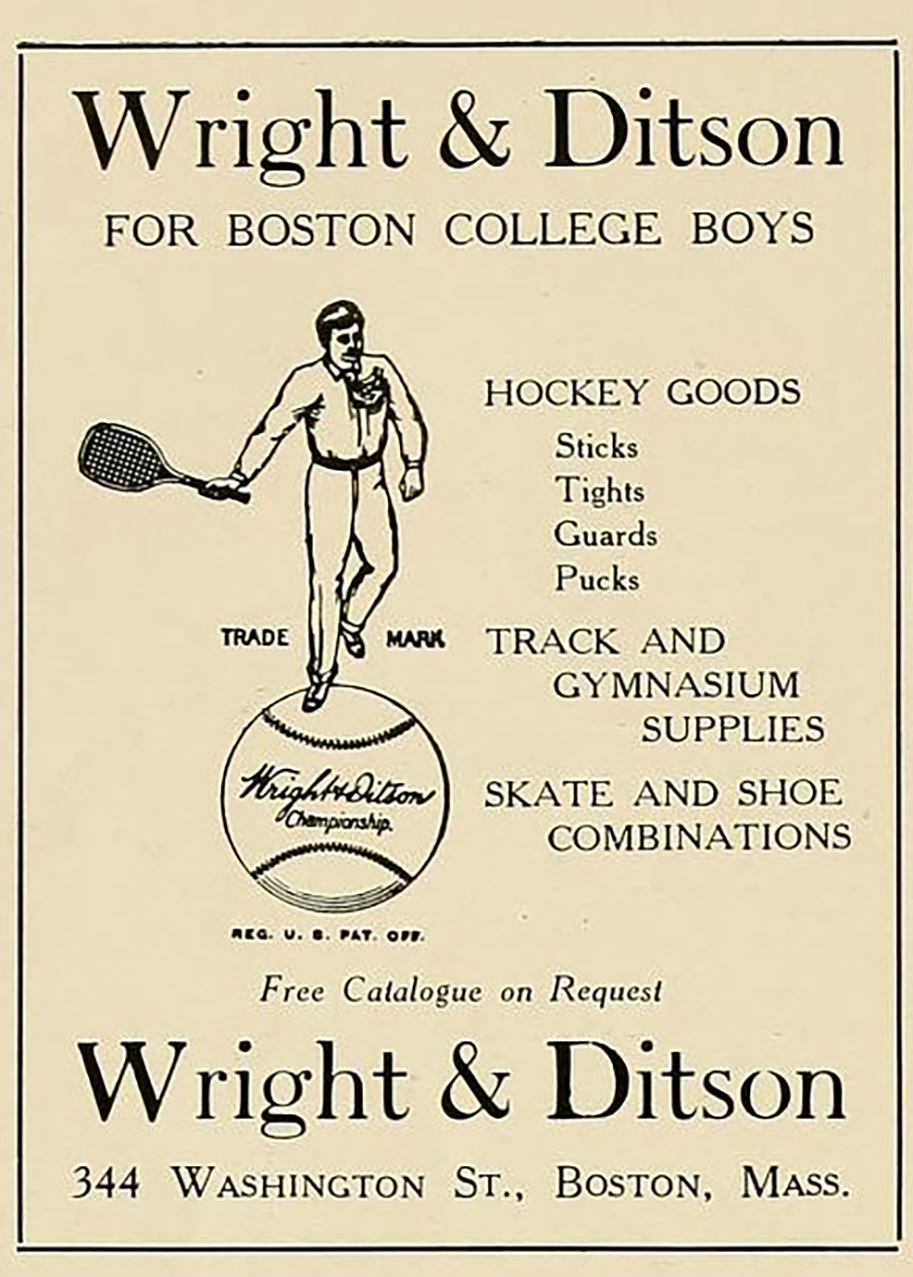 Wright & Ditson
FOR BOSTON COLLEGE BOYS
HOCKEY GOODS
Sticks
Tights
Guards
Pucks
TRADE MARK
TRACK AND
GYMNASIUM
SUPPLIES
Wright & Ditson
Championship.
SKATE AND SHOE
COMBINATIONS
REG. U. S. PAT. OFF.
Free Catalogue on Request
Wright & Ditson
344 WASHINGTON ST., BOSTON, MASS.